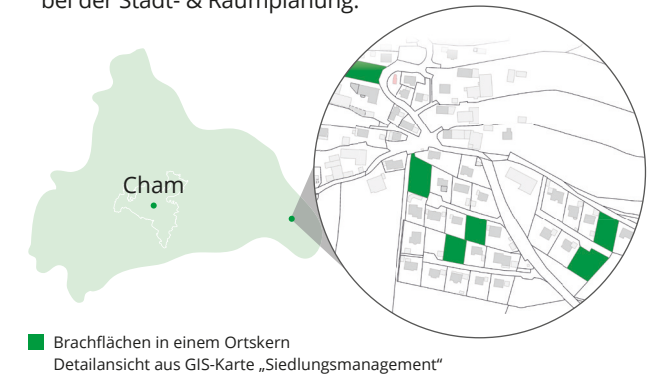 bei der Stadt- & Raumplanung.
Cham
Brachflächen in einem Ortskern
Detailansicht aus GIS-Karte „Siedlungsmanagement“